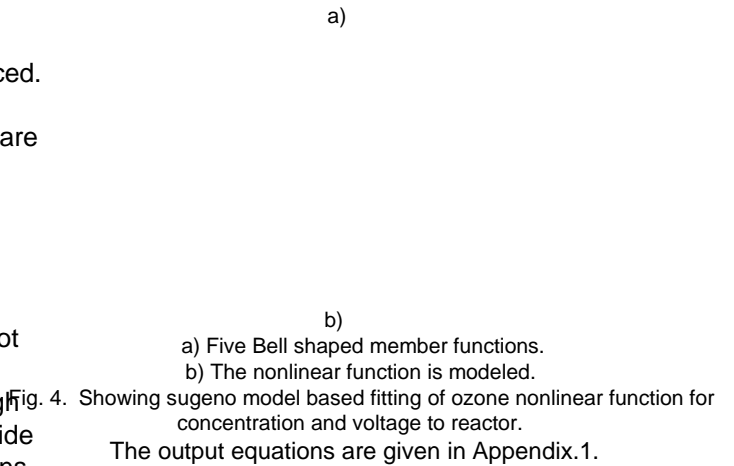 a)
ced.
are
b)
ot
a) Five Bell shaped member functions.
b) The nonlinear function is modeled.
gh
Fig. 4. Showing sugeno model based fitting of ozone nonlinear function for
concentration and voltage to reactor.
ide
The output equations are given in Appendix.1.